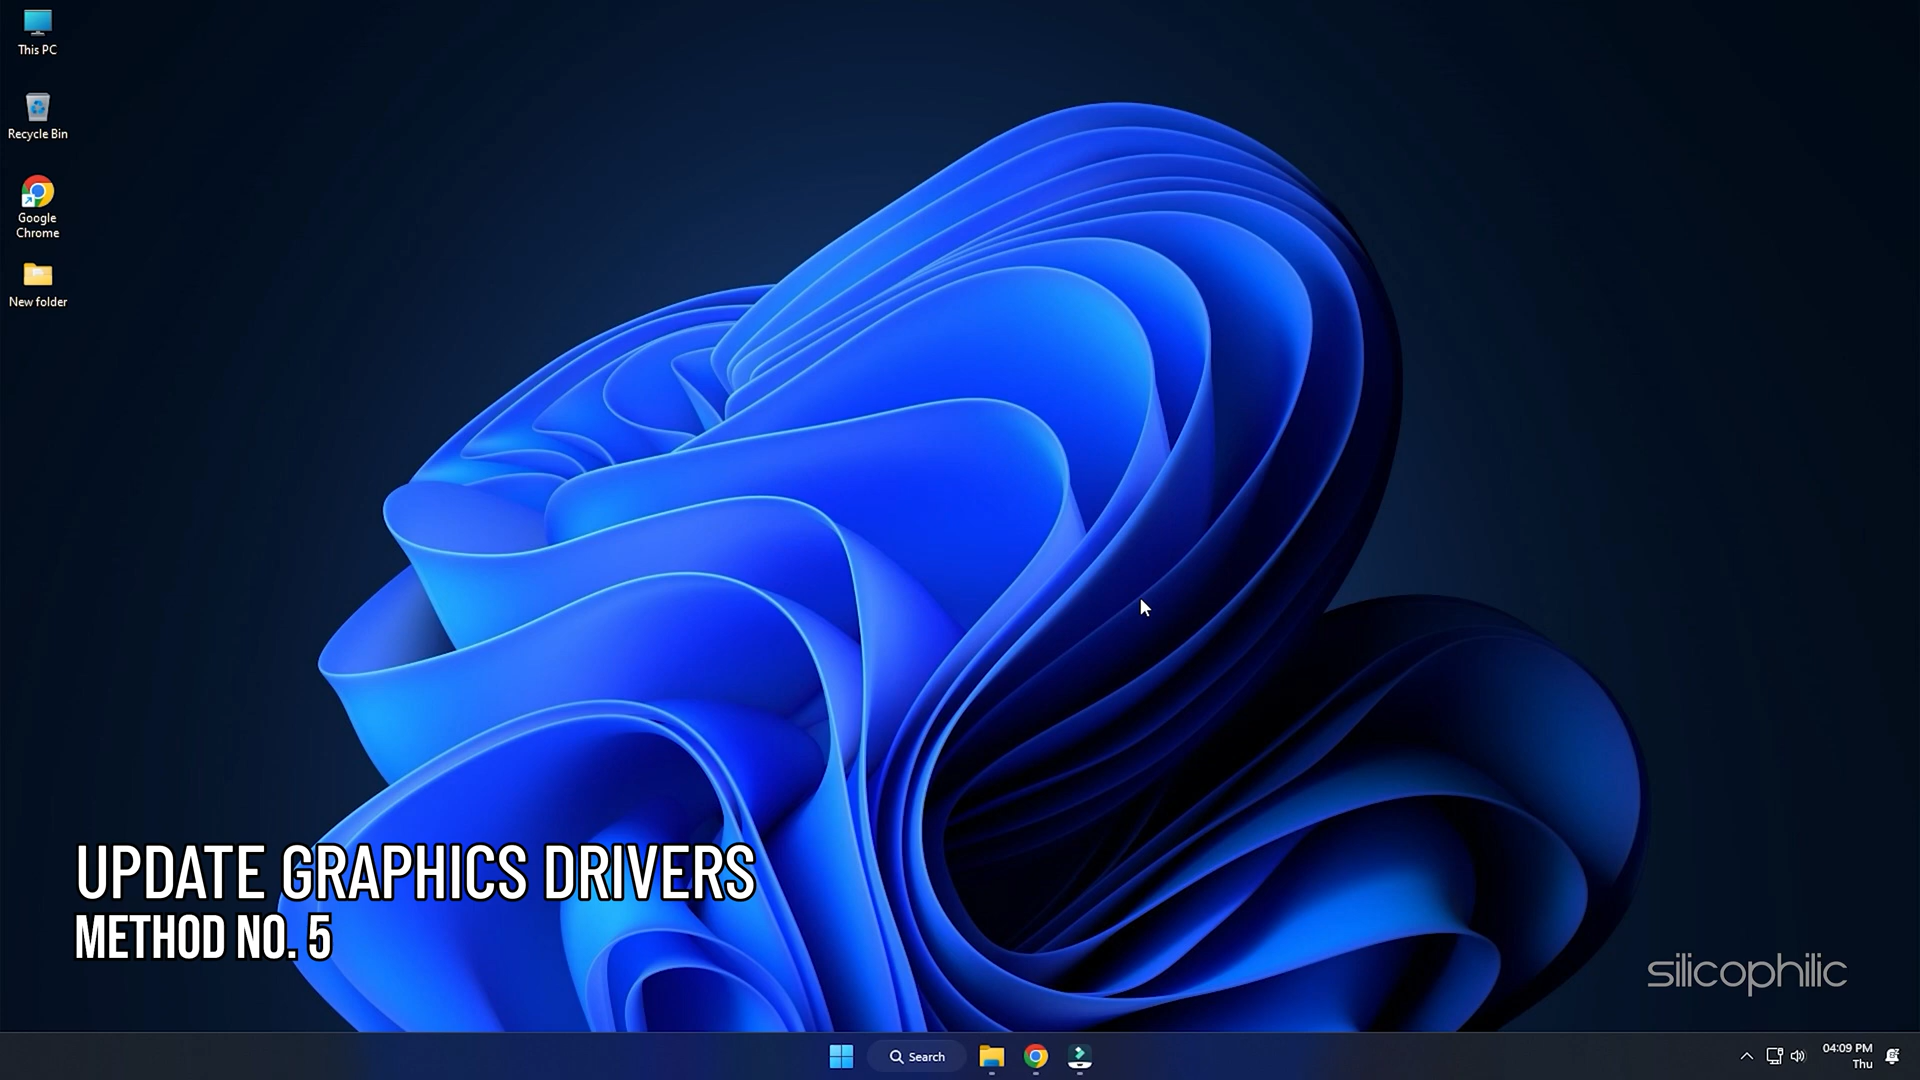 This PC
Recycle Bin
Google
Chrome
New folder
UPDATE GRAPHICS DRIVERS
METHOD NO. 5
silicophilic
Search
04:09 PM
Thu